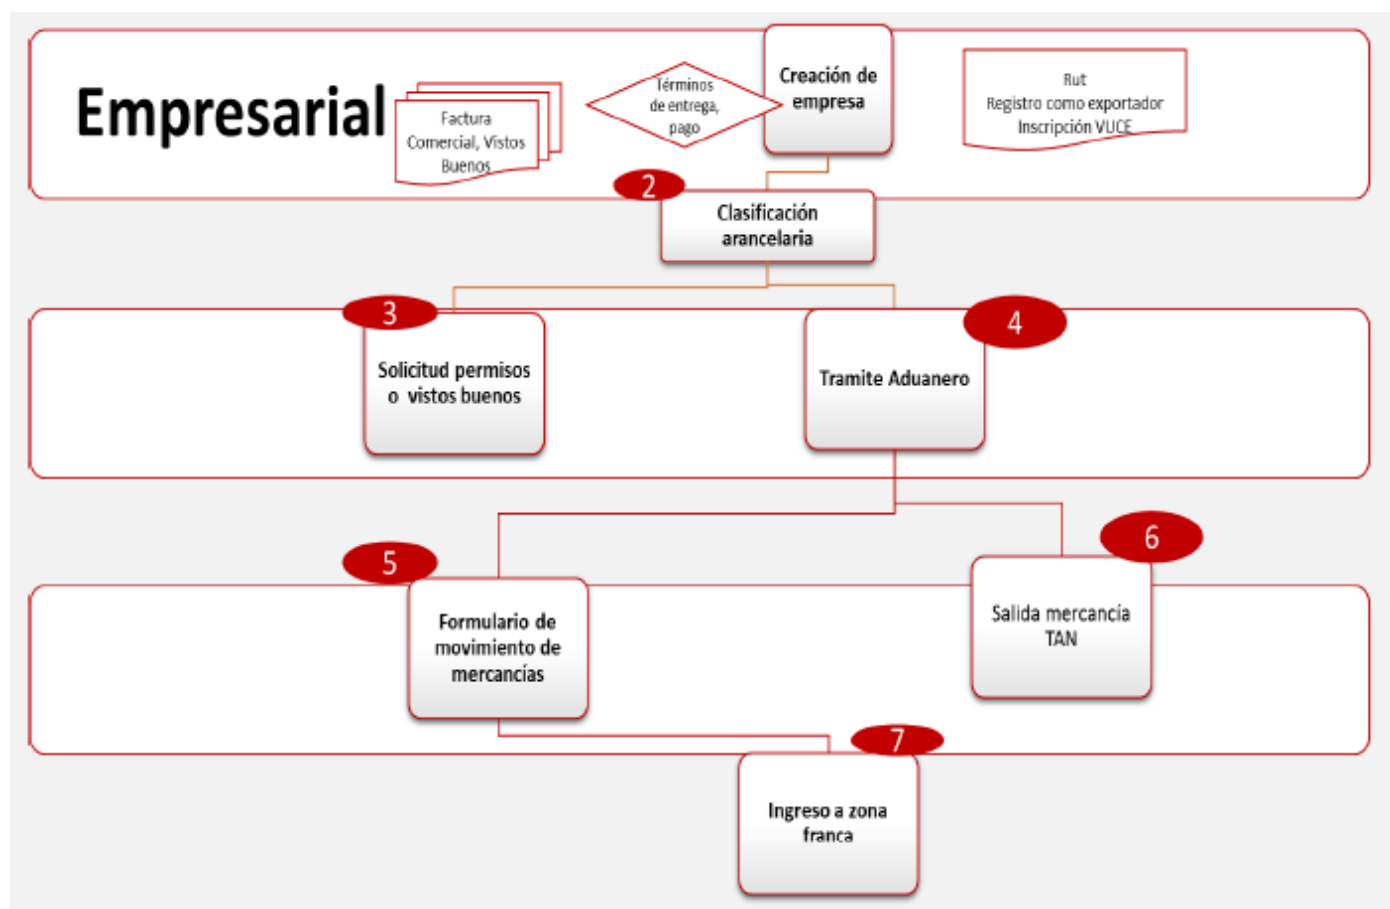 Empresarial
Factura
Comercial, Vistos
Buenos
Términos
de entrega,
pago
Creación de
empresa
Rut
Registro como exportador
Inscripción VUCE
2
Clasificación
arancelaria
3
Solicitud permisos
o vistos buenos
4
Tramite Aduanero
5
Formulario de
movimiento de
mercancías
6
Salida mercancía
TAN
7
Ingreso a zona
franca